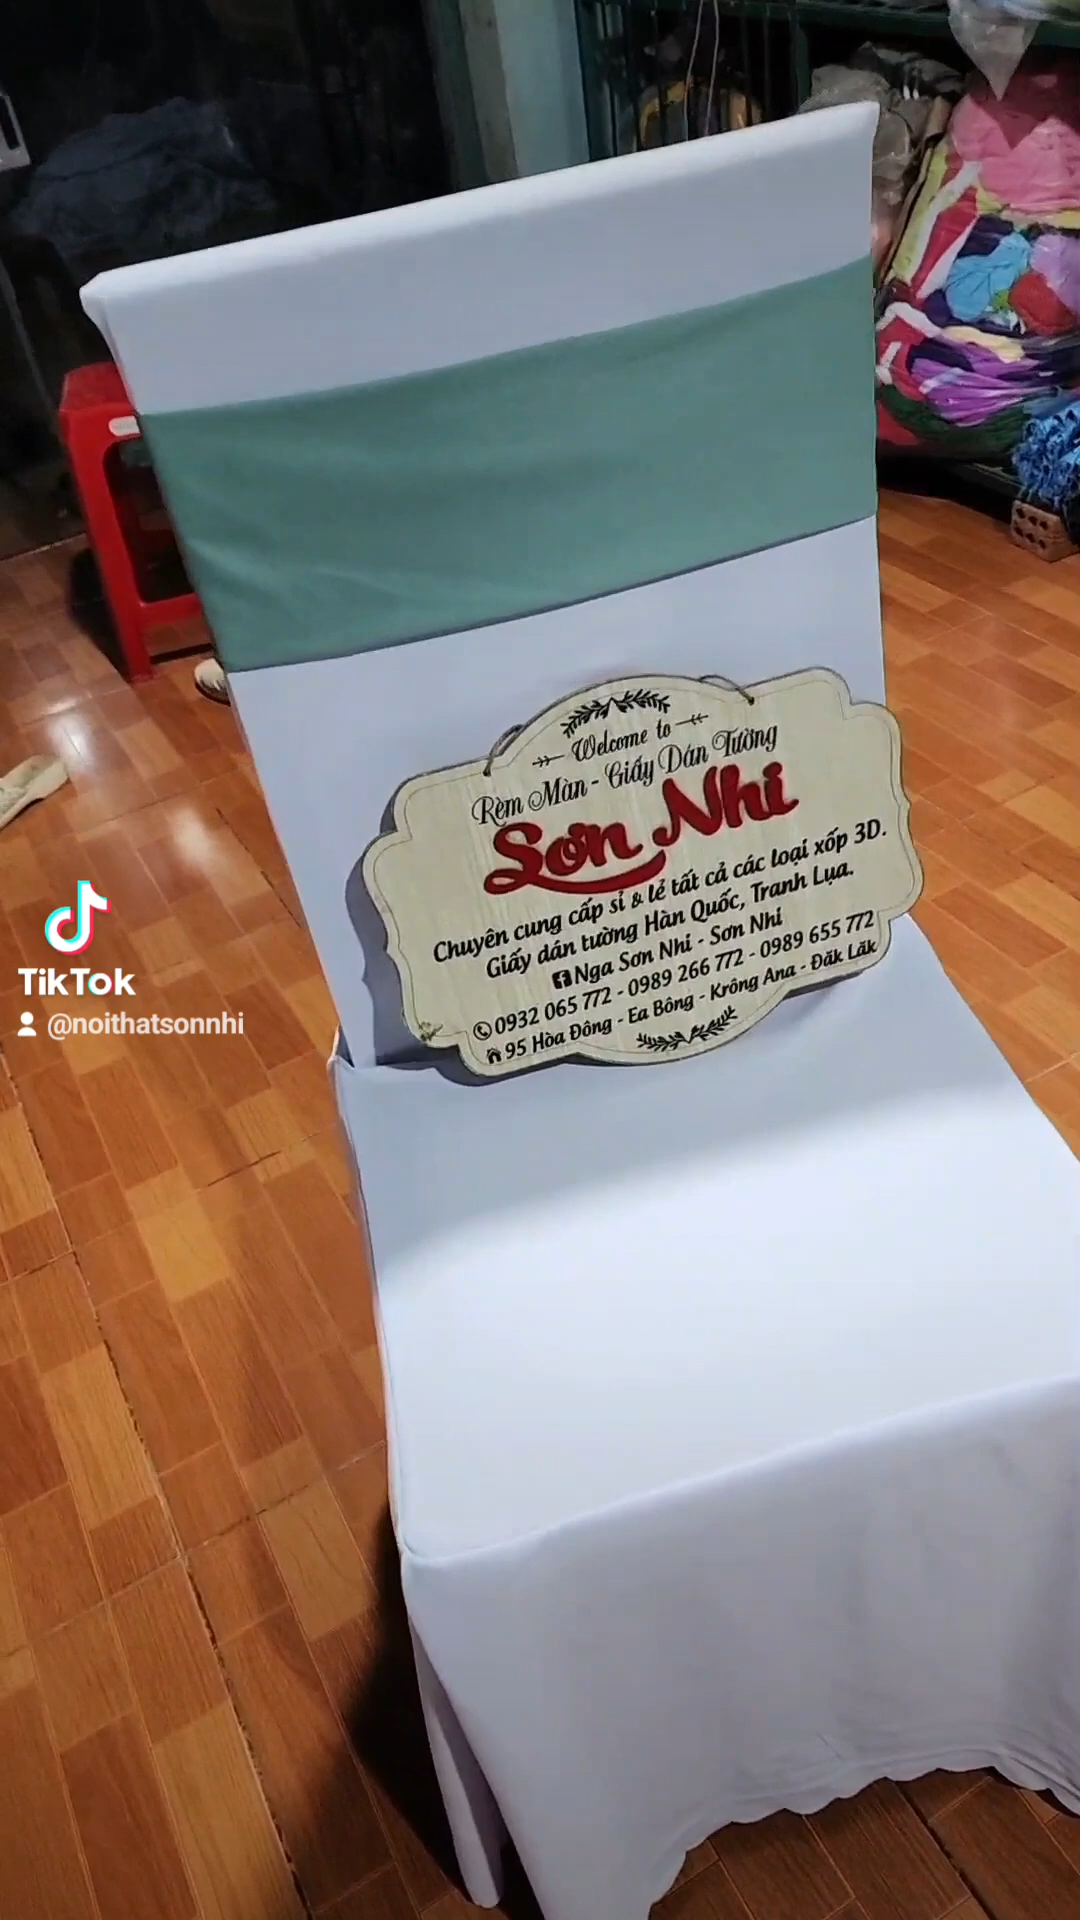 Welcome to
Rèm Màn - Giấy Dán Tường
Sơn Nhi
Chuyên cung cấp sỉ & lẻ tất cả các loại xốp 3D.
Giấy dán tường Hàn Quốc, Tranh Lụa.
Nga Sơn Nhi - Sơn Nhi
0932 065 772 - 0989 266 772 - 0989 655 772
95 Hòa Đông - Ea Bông - Krông Ana - Đăk Lăk
TikTok
@noithatsonnhi